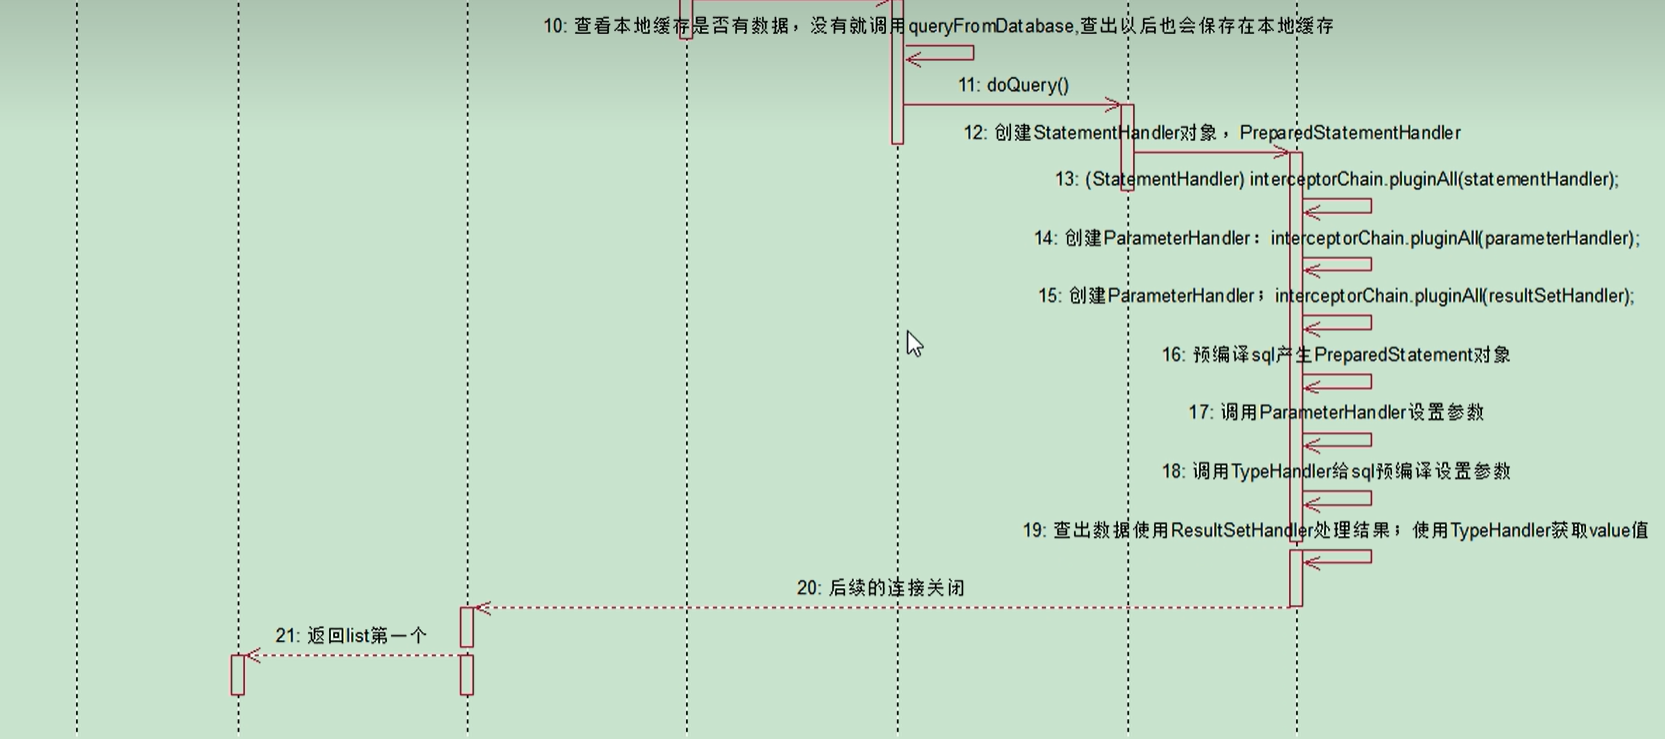 10: 查看本地缓存是否有数据，没有就调用queryFromDatabase,查出以后也会保存在本地缓存
11: doQuery()
12: 创建StatementHandler对象，PreparedStatementHandler
13: (StatementHandler) interceptorChain.pluginAll(statementHandler);
14: 创建ParameterHandler：interceptorChain.pluginAll(parameterHandler);
15: 创建ParameterHandler；interceptorChain.pluginAll(resultSetHandler);
16: 预编译sql产生PreparedStatement对象
17: 调用ParameterHandler设置参数
18: 调用TypeHandler给sql预编译设置参数
19: 查出数据使用ResultSetHandler处理结果；使用TypeHandler获取value值
20: 后续的连接关闭
21: 返回list第一个